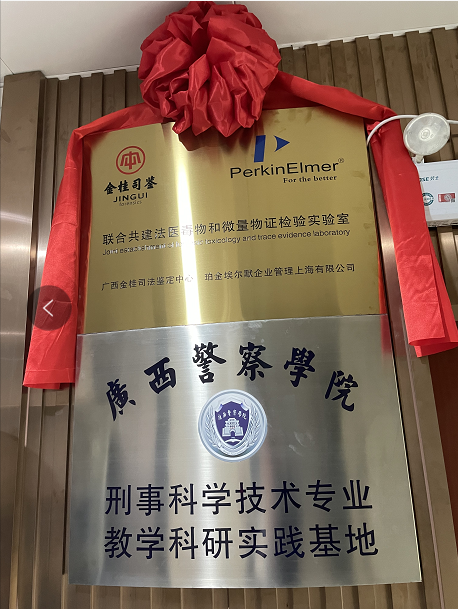 金桂司鉴
JINGUI
FORENSICS
PerkinElmer®
For the better
联合共建法医毒物和微量物证检验实验室
toxicology and trace evidence laboratory
广西金桂司法鉴定中心 珀金埃尔默企业管理上海有限公司
廣西警察學院
刑事科学技术专业
教学科研实践基地